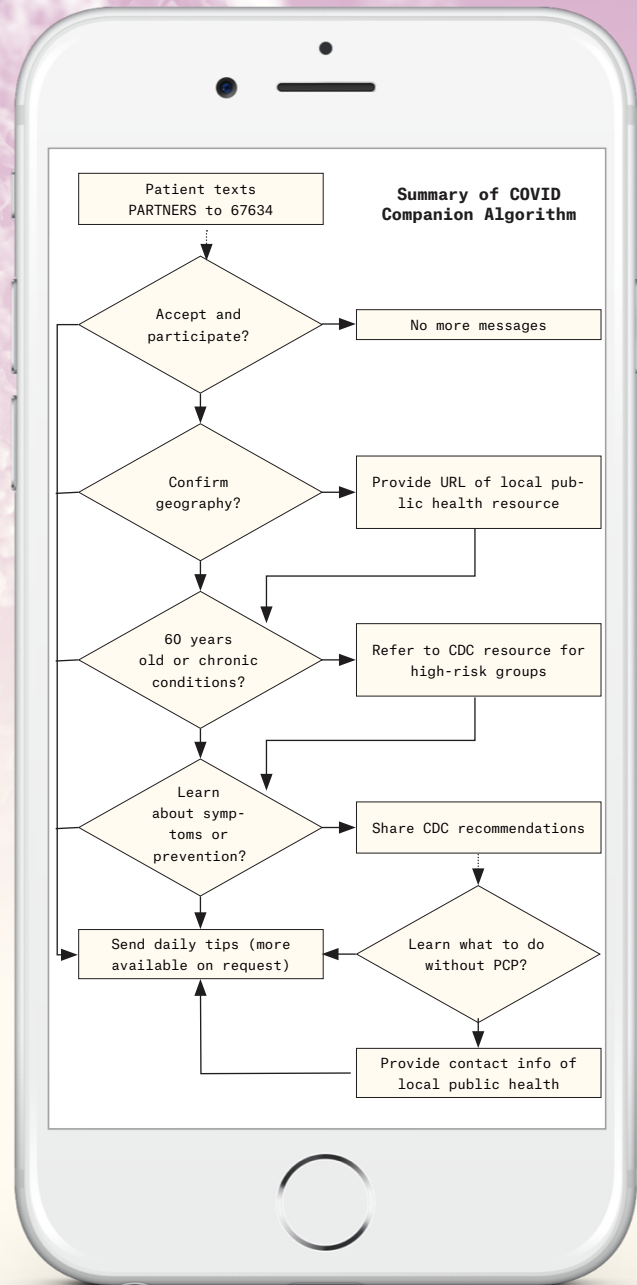 Patient texts
PARTNERS to 67634
Summary of COVID
Companion Algorithm
Accept and
participate?
No more messages
Confirm
geography?
Provide URL of local pub-
lic health resource
60 years
old or chronic
conditions?
Refer to CDC resource for
high-risk groups
Learn
about symp-
toms or
prevention?
Share CDC recommendations
Send daily tips (more
available on request)
Learn what to do
without PCP?
Provide contact info of
local public health